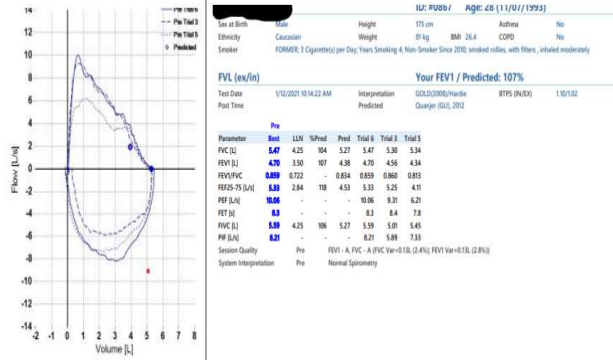 14
12
10
8
6
4
2
0
-2
-4
-6
-8
-10
-12
-14
-2 -1 0 1 2 3 4 5 6 7 8
Flow [L/s]
Volume [L]
Pre Trial 3
Pre Trial 5
Predicted
ID: #0867 Age: 28 (11/07/1993)
Sex at Birth Male Height 175 cm Asthma No
Ethnicity Caucasian Weight 81 kg BMI 26.4 COPD No
Smoker FORMER; 3 Cigarette(s) per Day; Years Smoking 4; Non-Smoker Since 2010; smoked rollies, with filters , inhaled moderately
FVL (ex/in) Your FEV1 / Predicted: 107%
Test Date 1/12/2021 10:14:22 AM Interpretation GOLD(2008)/Hardie BTPS (IN/EX) 1.10/1.02
Post Time Predicted Quanjer (GLI), 2012
Pre
Parameter Best LLN %Pred Pred Trial 6 Trial 3 Trial 5
FVC [L] 5.47 4.25 104 5.27 5.47 5.30 5.34
FEV1 [L] 4.70 3.50 107 4.38 4.70 4.56 4.34
FEV1/FVC 0.859 0.722 - 0.834 0.859 0.860 0.813
FEF25-75 [L/s] 5.33 2.84 118 4.53 5.33 5.25 4.11
PEF [L/s] 10.06 - - - 10.06 9.31 6.21
FET [s] 8.3 - - - 8.3 8.4 7.8
FIVC [L] 5.59 4.25 106 5.27 5.59 5.01 5.45
PIF [L/s] 8.21 - - - 8.21 5.89 7.33
Session Quality Pre FEV1 - A, FVC - A (FVC Var=0.13L (2.4%); FEV1 Var=0.13L (2.8%))
System Interpretation Pre Normal Spirometry